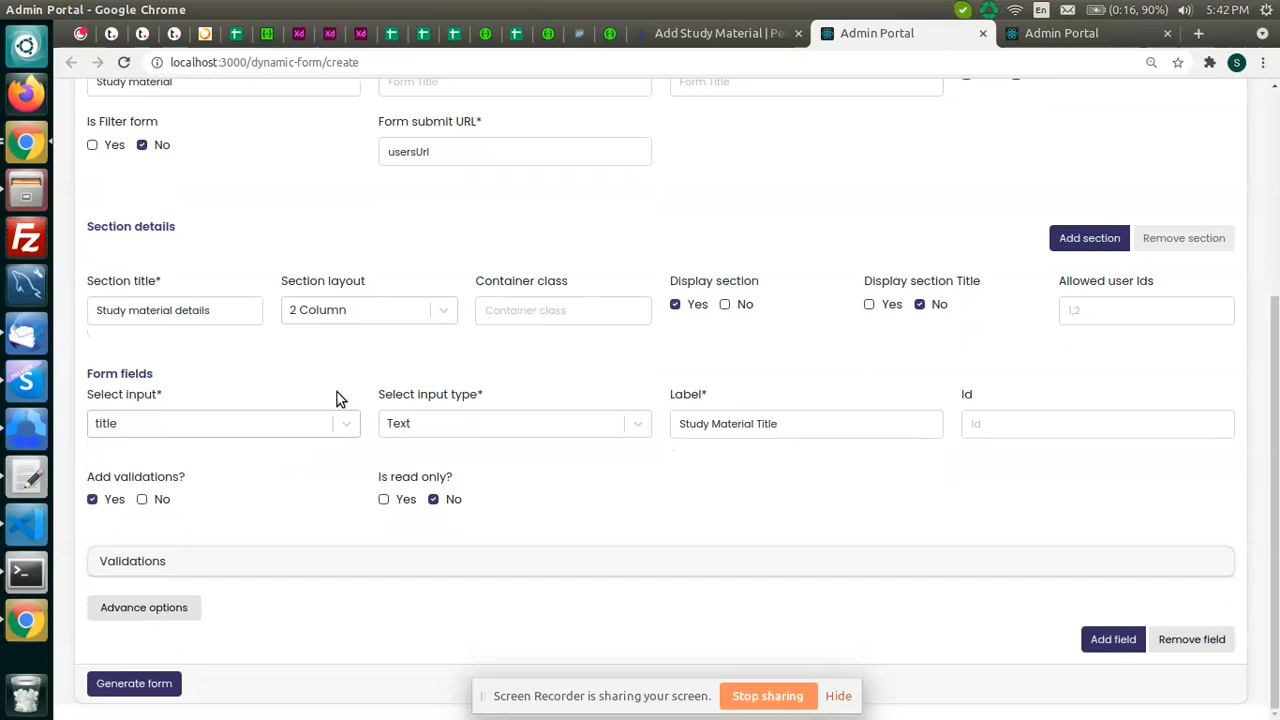 Admin Portal - Google Chrome
En
(0:16, 90%)
5:42 PM
Add Study Material | Pe
Admin Portal
Admin Portal
localhost:3000/dynamic-form/create
S
Study material
Form Title
Form Title
Is Filter form
Form submit URL*
Yes
No
usersUrl
Section details
Add section
Remove section
Section title*
Section layout
Container class
Display section
Display section Title
Allowed user Ids
Study material details
2 Column
Container class
Yes
No
Yes
No
1,2
Form fields
Select input*
Select input type*
Label*
Id
title
Text
Study Material Title
Id
Add validations?
Is read only?
Yes
No
Yes
No
Validations
Advance options
Add field
Remove field
Generate form
Screen Recorder is sharing your screen.
Stop sharing
Hide